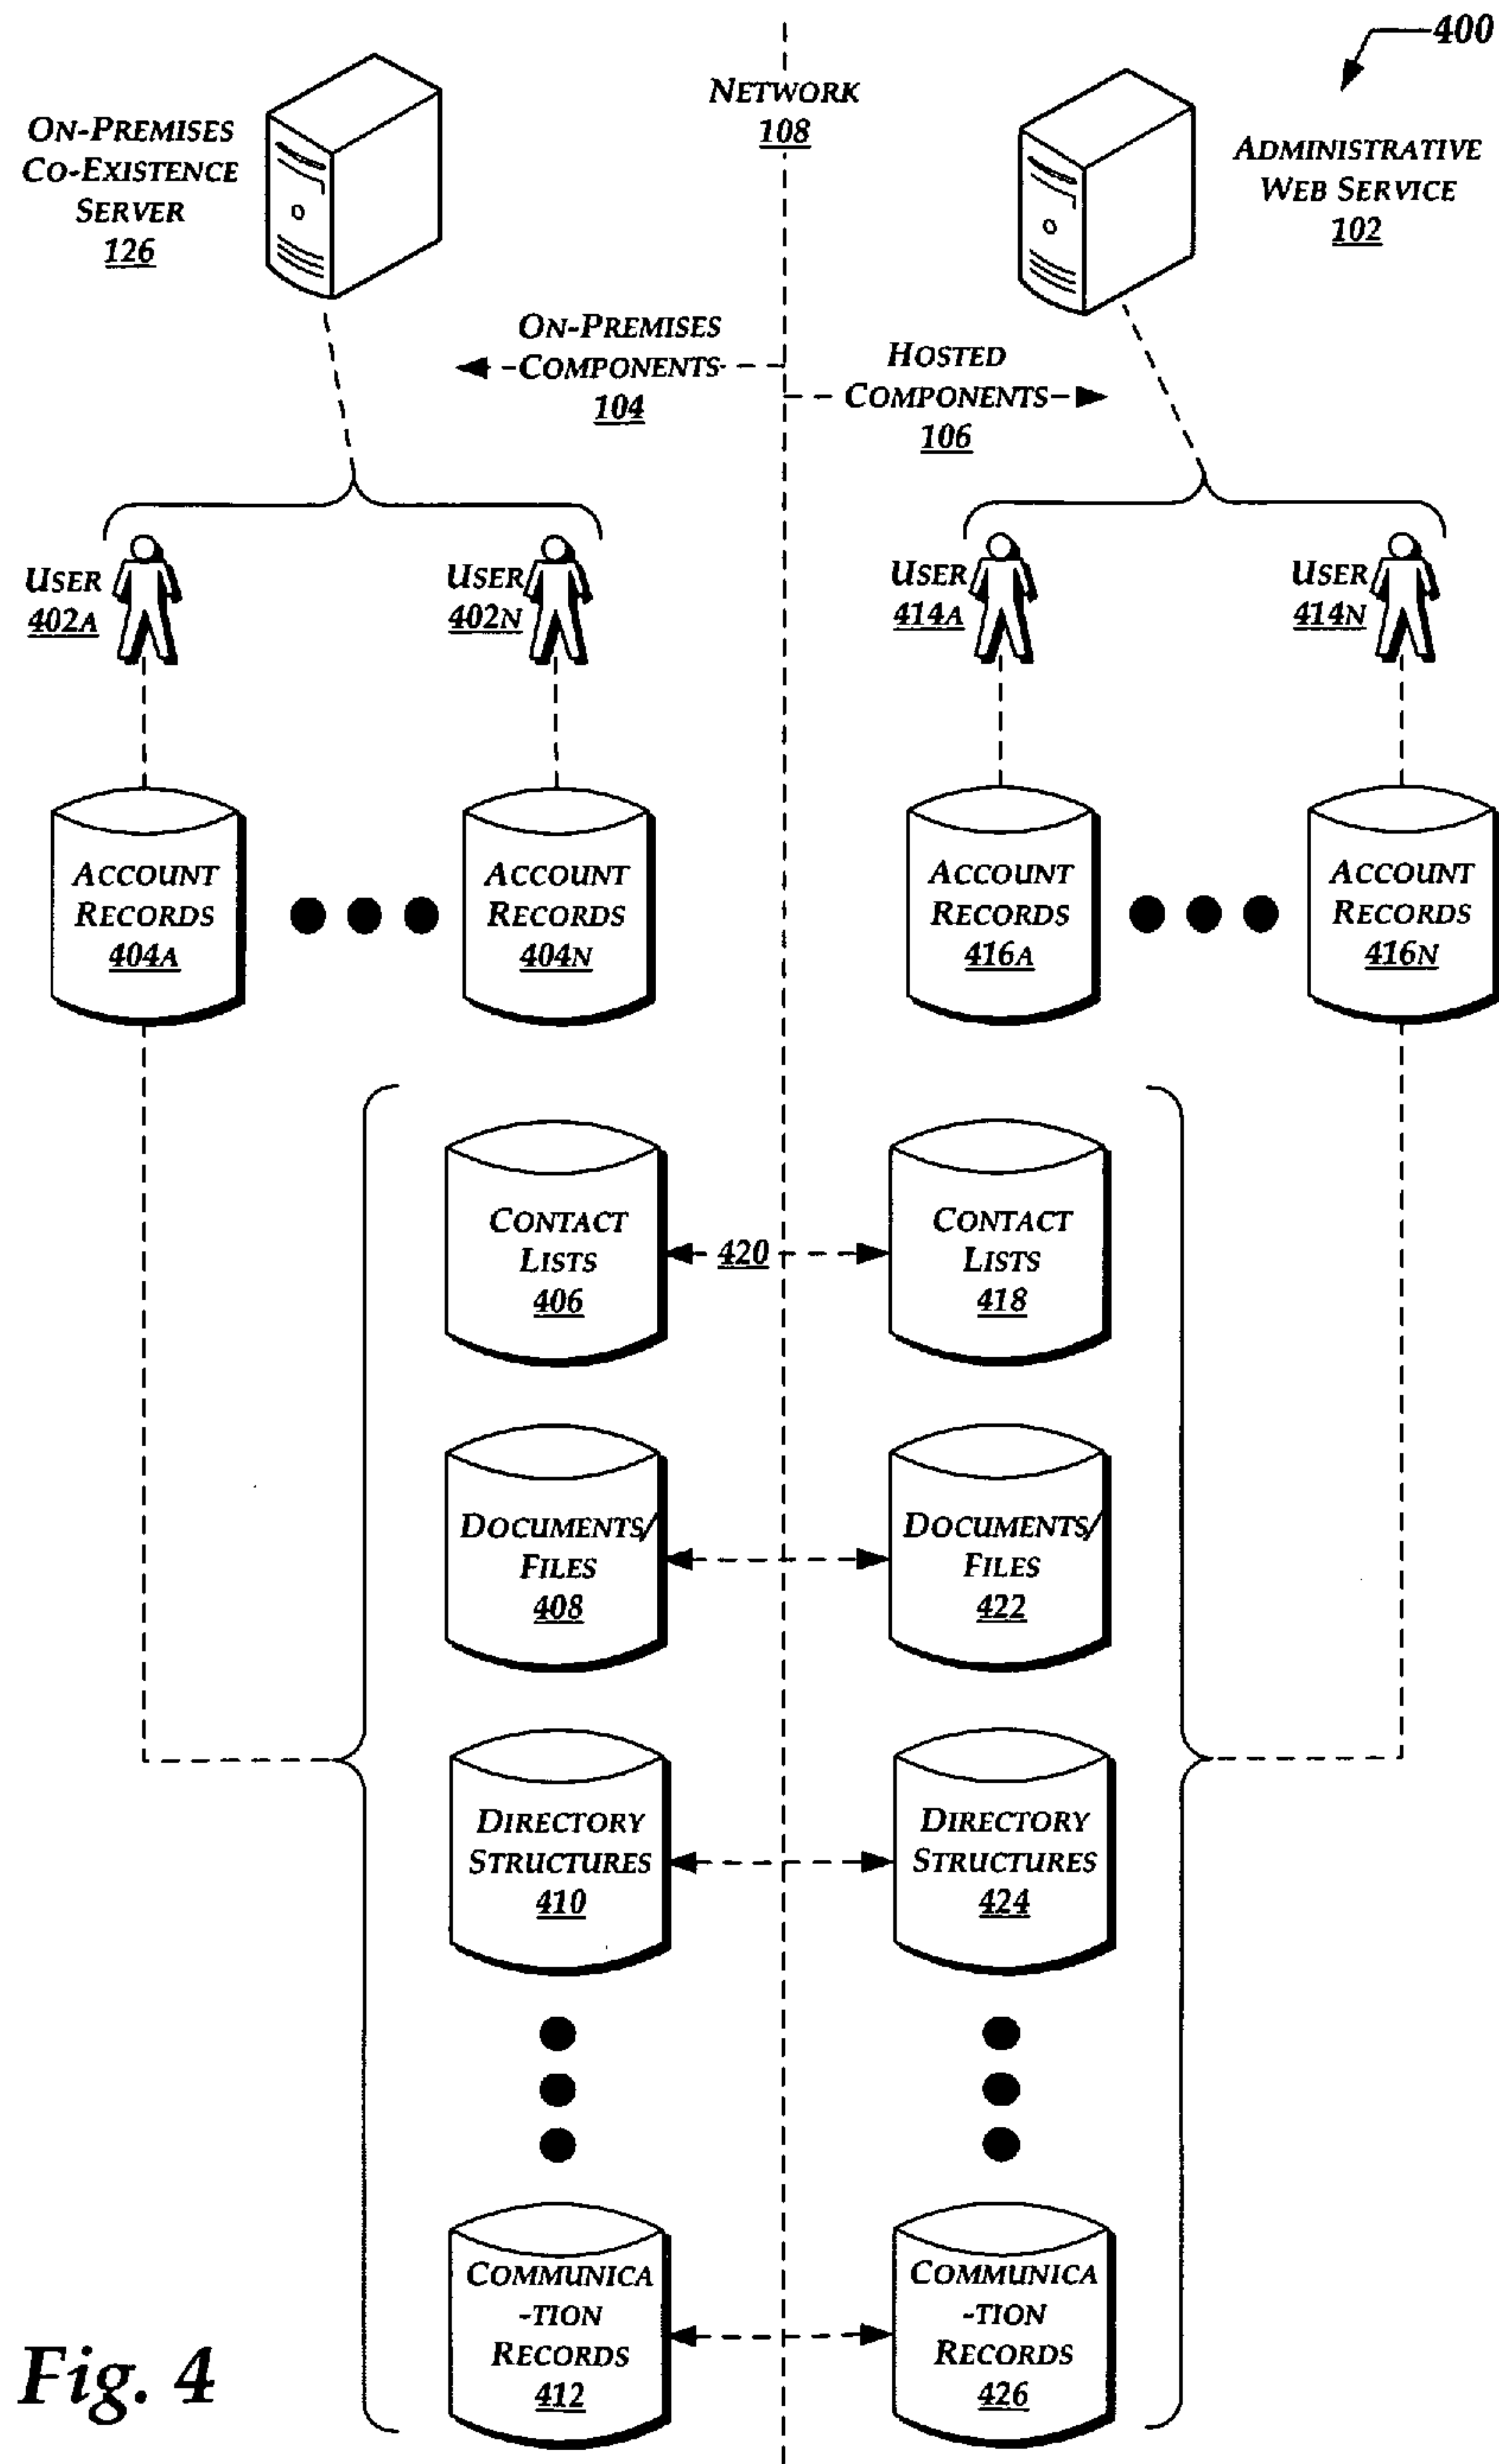 400
NETWORK
108
ON-PREMISES
CO-EXISTENCE
SERVER
126
ADMINISTRATIVE
WEB SERVICE
102
ON-PREMISES
COMPONENTS
104
HOSTED
COMPONENTS
106
USER
402A
USER
402N
USER
414A
USER
414N
ACCOUNT
RECORDS
404A
ACCOUNT
RECORDS
404N
ACCOUNT
RECORDS
416A
ACCOUNT
RECORDS
416N
CONTACT
LISTS
406
420
CONTACT
LISTS
418
DOCUMENTS/
FILES
408
DOCUMENTS/
FILES
422
DIRECTORY
STRUCTURES
410
DIRECTORY
STRUCTURES
424
COMMUNICA
-TION
RECORDS
412
COMMUNICA
-TION
RECORDS
426
Fig. 4